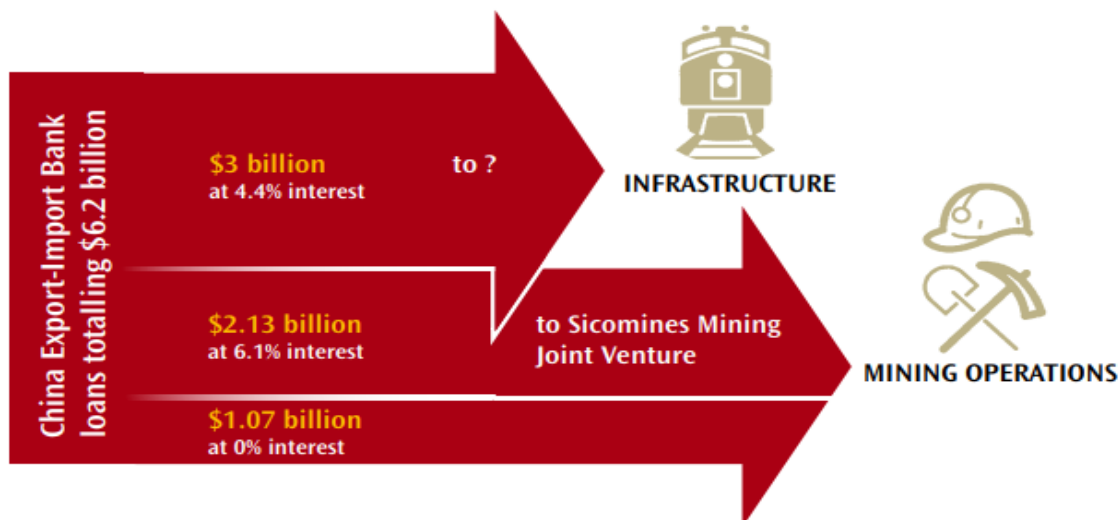 China Export-Import Bank
loans totalling $6.2 billion
$3 billion
at 4.4% interest
to ?
INFRASTRUCTURE
$2.13 billion
at 6.1% interest
to Sicomines Mining
Joint Venture
MINING OPERATIONS
$1.07 billion
at 0% interest